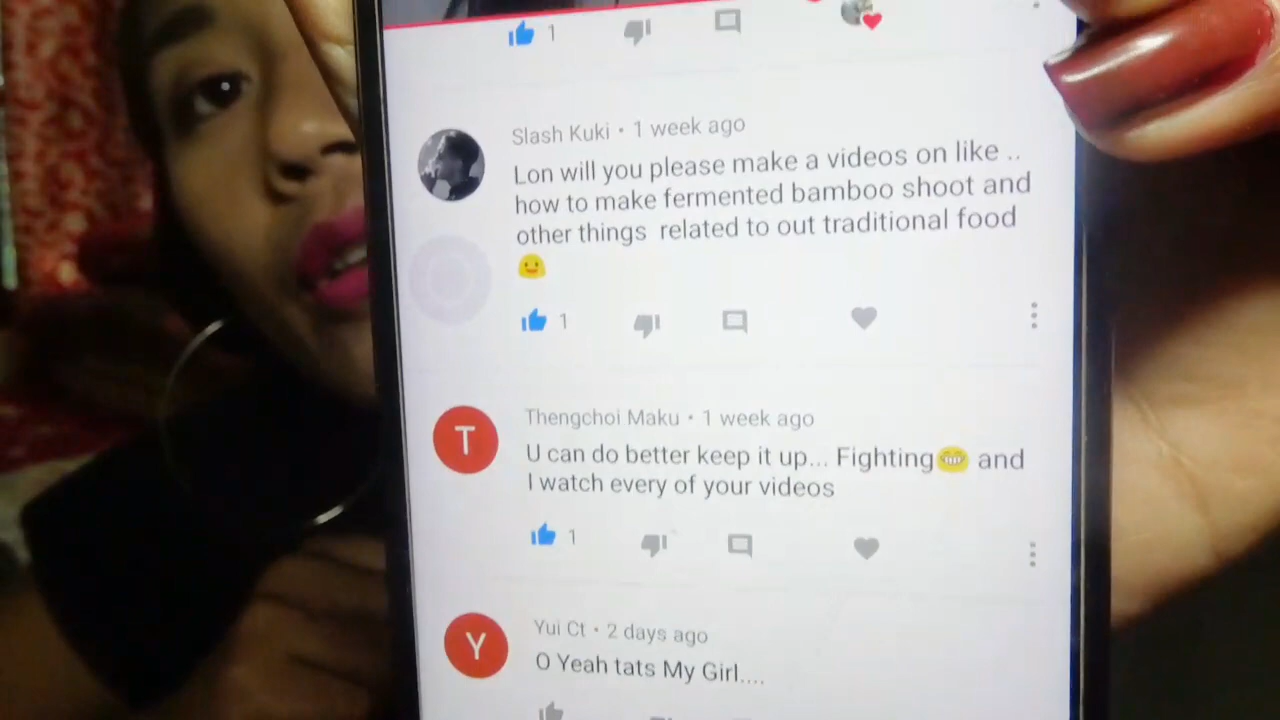 1
Slash Kuki • 1 week ago
Lon will you please make a videos on like ..
how to make fermented bamboo shoot and
other things related to out traditional food
😃
1
T
Thengchoi Maku • 1 week ago
U can do better keep it up... Fighting😁 and
I watch every of your videos
1
Y
Yui Ct • 2 days ago
O Yeah tats My Girl....